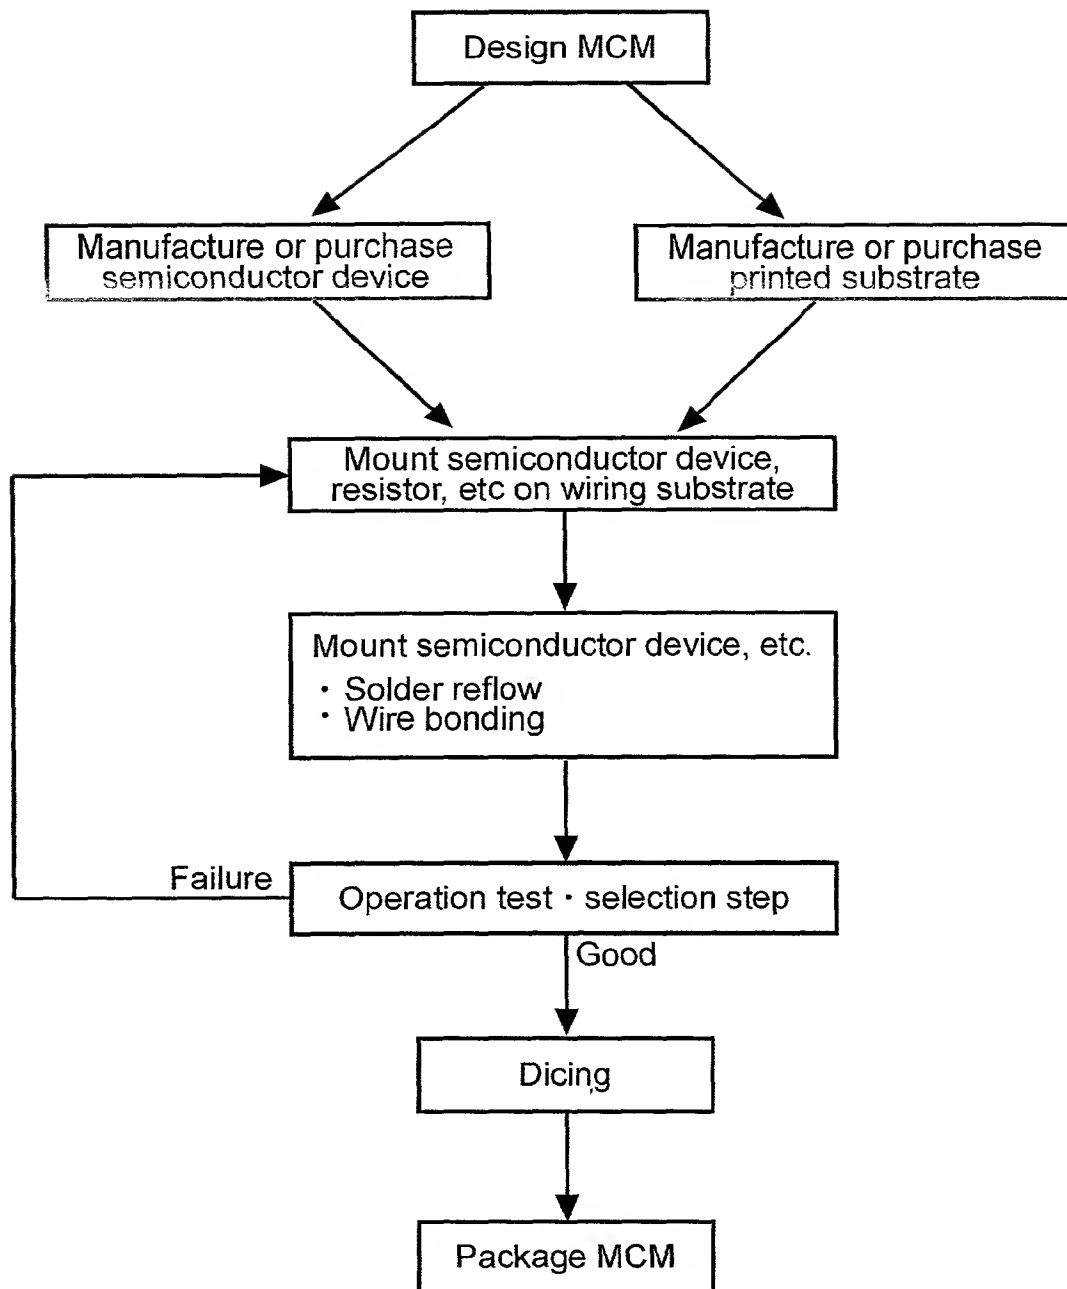 Design MCM
Manufacture or purchase
semiconductor device
Manufacture or purchase
printed substrate
Mount semiconductor device,
resistor, etc on wiring substrate
Mount semiconductor device, etc.
・ Solder reflow
・ Wire bonding
Failure
Operation test・selection step
Good
Dicing
Package MCM